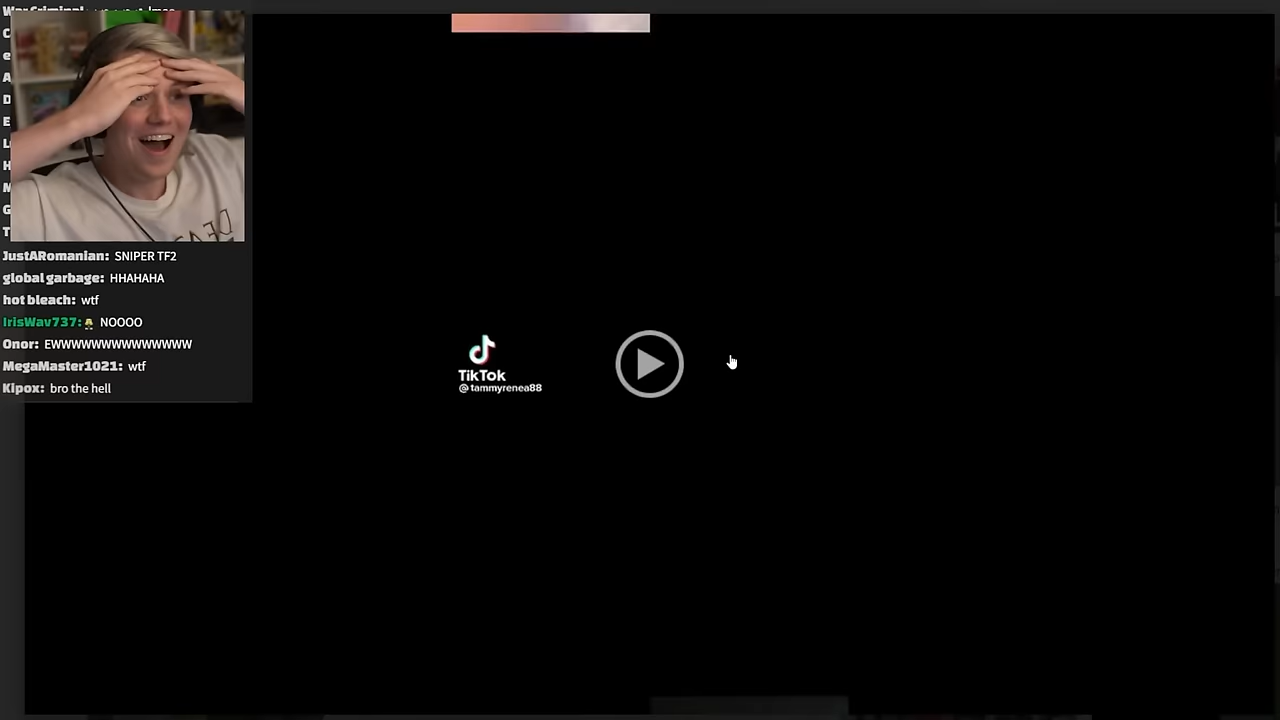 JustARomanian: SNIPER TF2
global garbage: HHAHAHA
hot bleach: wtf
IrisWav737: NOOOO
Onor: EWWWWWWWWWWWWWWW
MegaMaster1021: wtf
Kipox: bro the hell
TikTok
@tammyrenea88